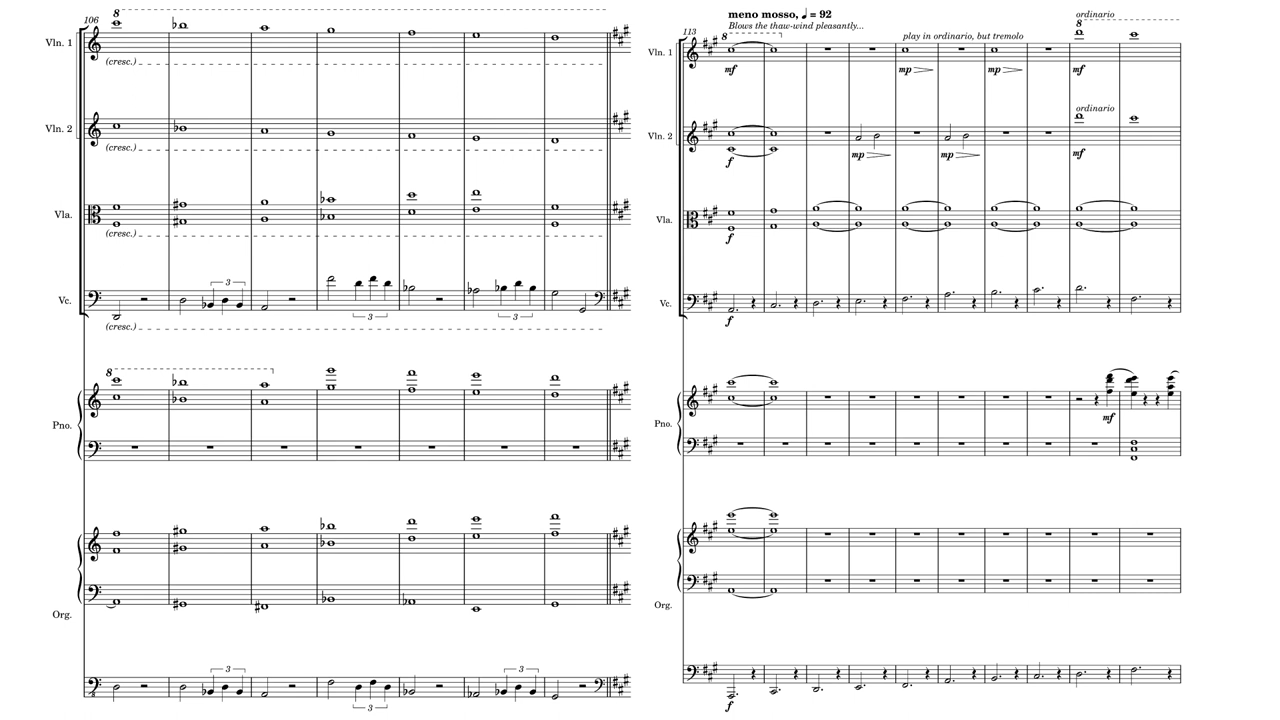 106
8
Vln. 1
(cresc.)
Vln. 2
(cresc.)
Vla.
(cresc.)
3
3
3
Vc.
(cresc.)
8
Pno.
Org.
3
3
3
8
meno mosso, ♩ = 92
Blows the thaw-wind pleasantly...
ordinario
113
8
play in ordinario, but tremolo
8
Vln. 1
mf
mp
mp
mf
ordinario
Vln. 2
f
mp
mp
mf
Vla.
f
Vc.
f
Pno.
mf
Org.
f